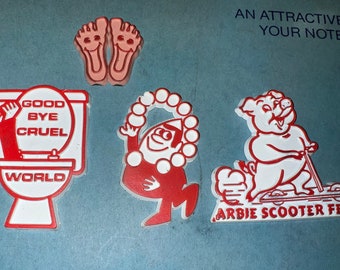 AN ATTRACTIVE
YOUR NOTE
GOOD
BYE
CRUEL
WORLD
ARBIE SCOOTER FE